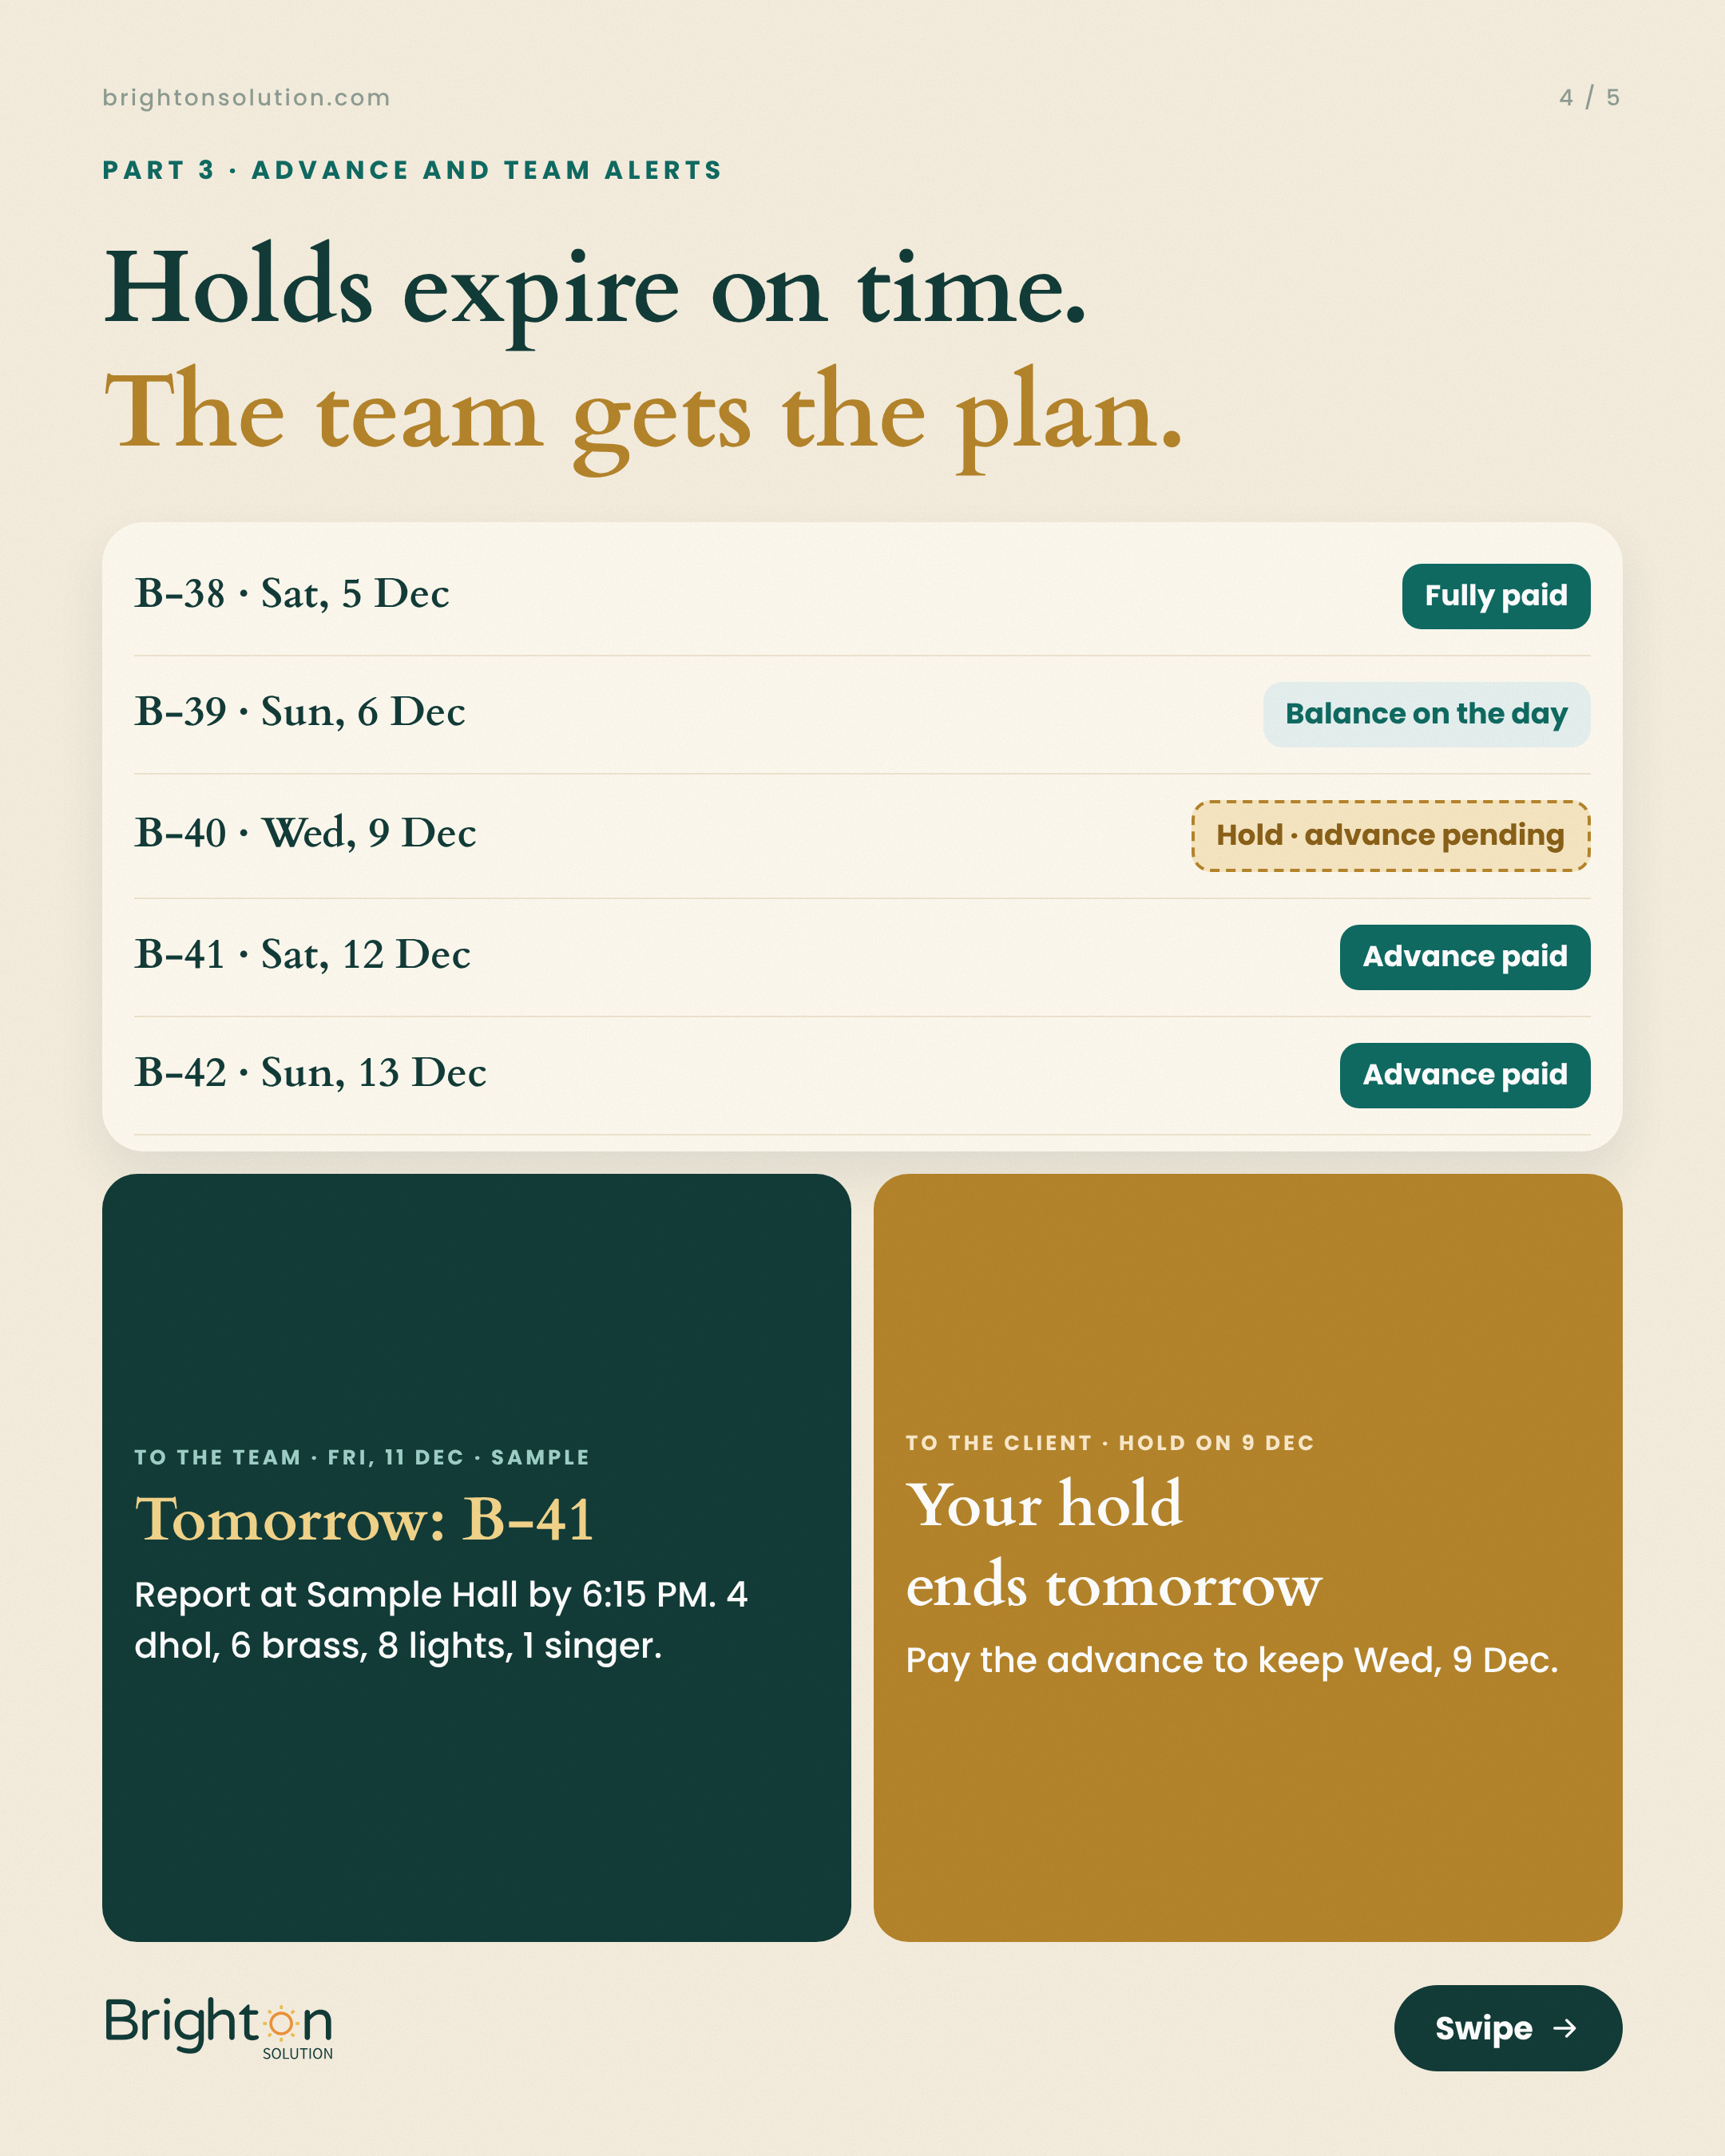 brightonsolution.com
4 / 5
PART 3 · ADVANCE AND TEAM ALERTS
Holds expire on time.
The team gets the plan.
B-38 · Sat, 5 Dec
Fully paid
B-39 · Sun, 6 Dec
Balance on the day
B-40 · Wed, 9 Dec
Hold · advance pending
B-41 · Sat, 12 Dec
Advance paid
B-42 · Sun, 13 Dec
Advance paid
TO THE TEAM · FRI, 11 DEC · SAMPLE
Tomorrow: B-41
Report at Sample Hall by 6:15 PM. 4
dhol, 6 brass, 8 lights, 1 singer.
TO THE CLIENT · HOLD ON 9 DEC
Your hold
ends tomorrow
Pay the advance to keep Wed, 9 Dec.
Brighton
SOLUTION
Swipe →